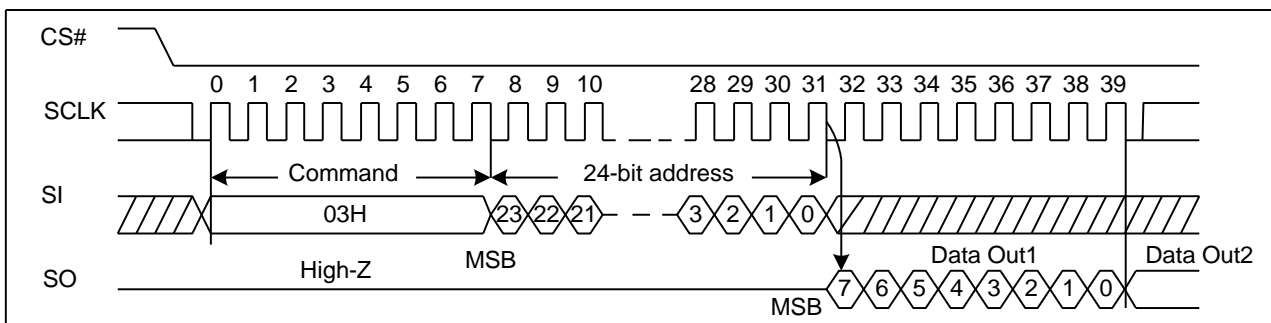 CS#
0 1 2 3 4 5 6 7 8 9 10 28 29 30 31 32 33 34 35 36 37 38 39
SCLK
Command 24-bit address
SI
03H 23 22 21 3 2 1 0
High-Z MSB Data Out1 Data Out2
SO
MSB 7 6 5 4 3 2 1 0